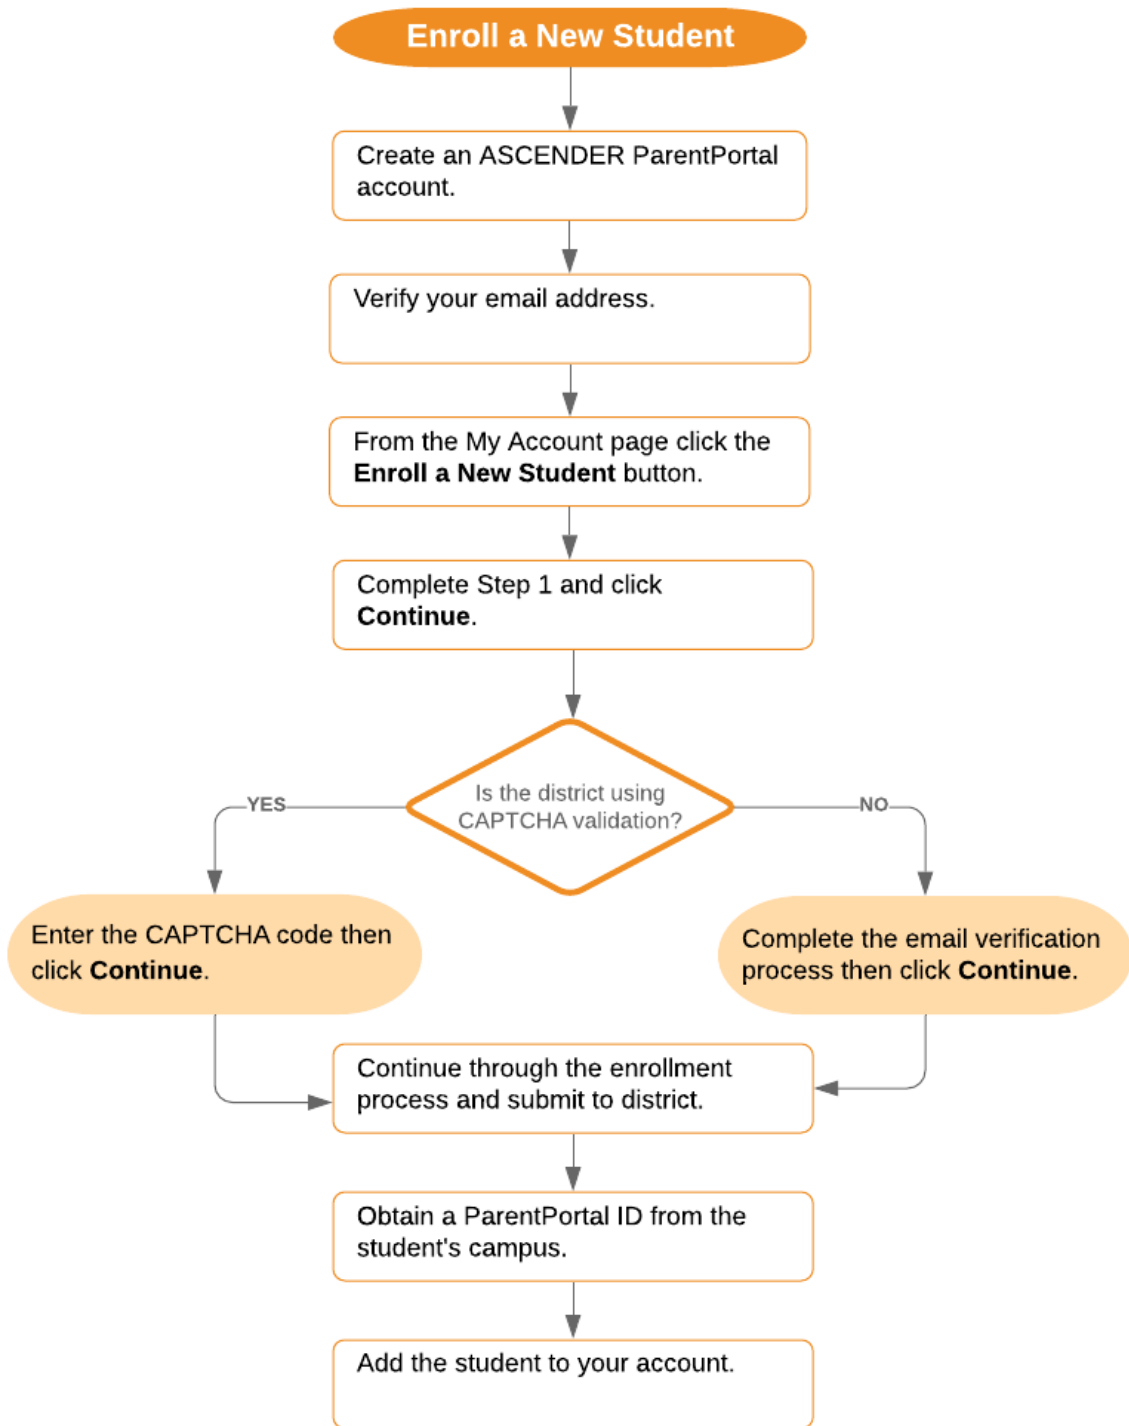 Enroll a New Student
Create an ASCENDER ParentPortal
account.
Verify your email address.
From the My Account page click the
Enroll a New Student button.
Complete Step 1 and click
Continue.
Is the district using
CAPTCHA validation?
YES
NO
Enter the CAPTCHA code then
click Continue.
Complete the email verification
process then click Continue.
Continue through the enrollment
process and submit to district.
Obtain a ParentPortal ID from the
student's campus.
Add the student to your account.